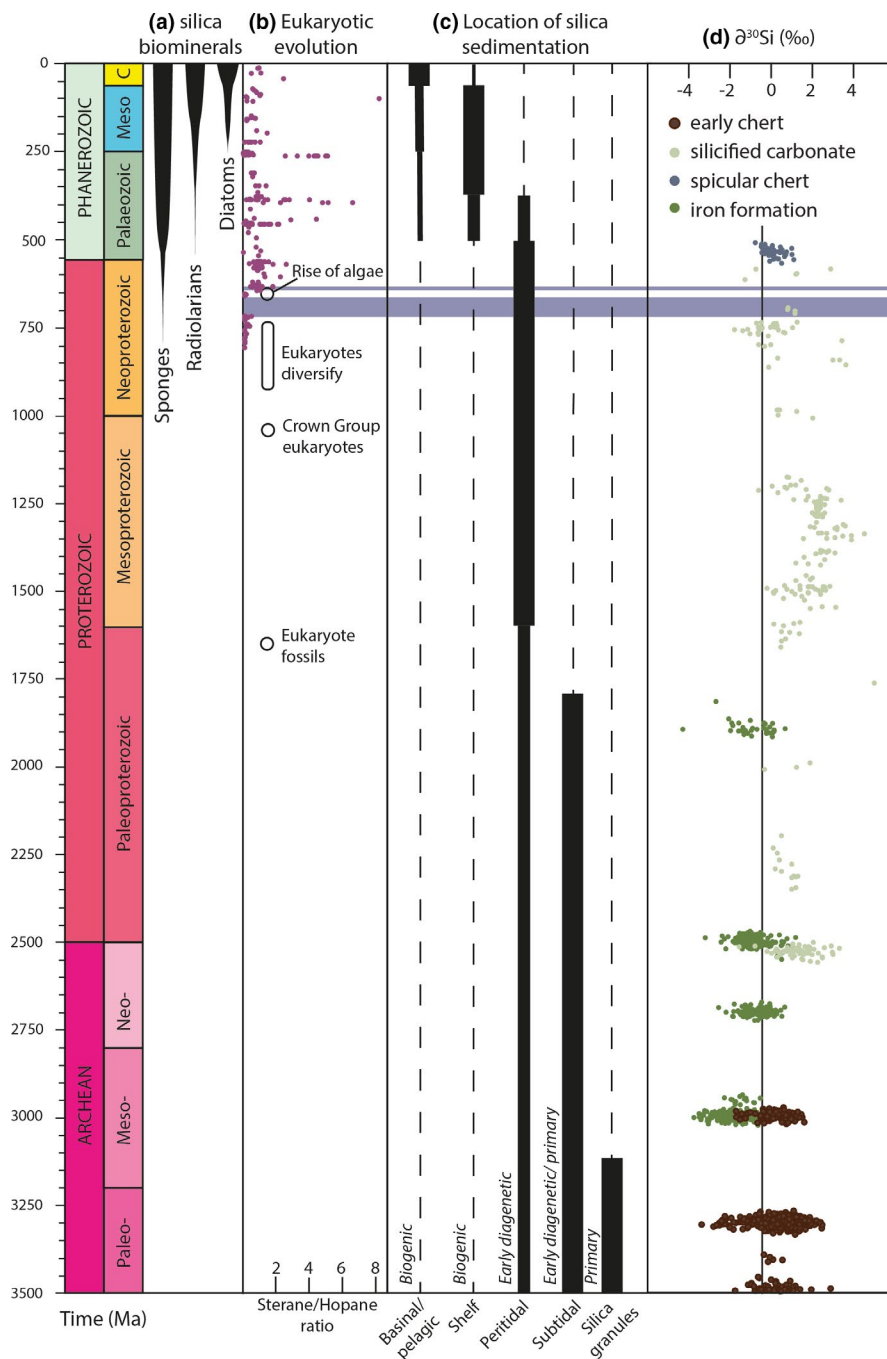 (a) silica
biominerals
(b) Eukaryotic
evolution
(c) Location of silica
sedimentation
(d) ∂³⁰Si (‰)
-4 -2 0 2 4
early chert
silicified carbonate
spicular chert
iron formation
0
250
500
750
1000
1250
1500
1750
2000
2250
2500
2750
3000
3250
3500
Time (Ma)
PHANEROZOIC
PROTEROZOIC
ARCHEAN
C
Meso
Palaeozoic
Neoproterozoic
Mesoproterozoic
Paleoproterozoic
Neo-
Meso-
Paleo-
Sponges
Radiolarians
Diatoms
Rise of algae
Eukaryotes
diversify
Crown Group
eukaryotes
Eukaryote
fossils
2 4 6 8
Sterane/Hopane
ratio
Biogenic
Biogenic
Early diagenetic
Early diagenetic/ primary
Primary
Basinal/
pelagic
Shelf
Peritidal
Subtidal
Silica
granules